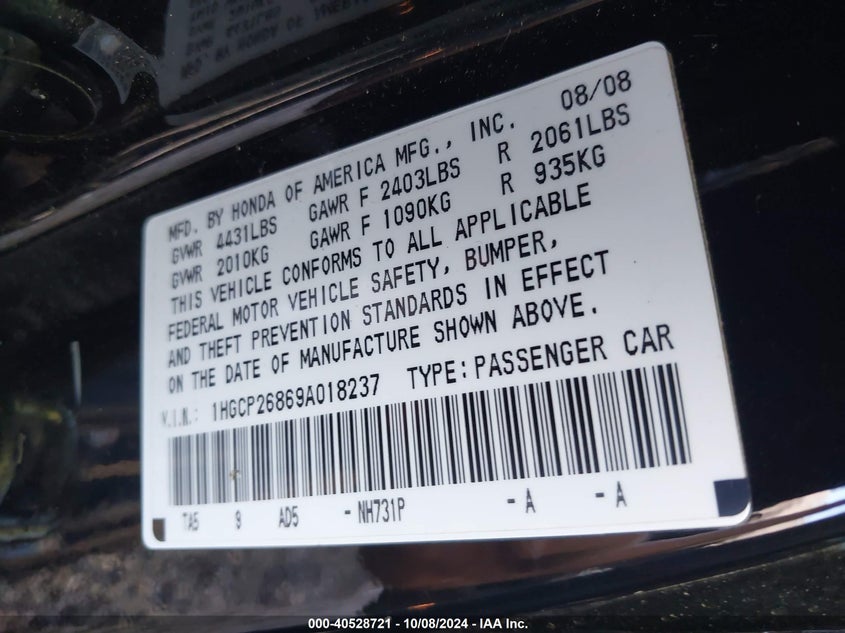 MFD. BY HONDA OF AMERICA MFG., INC. 08/08
GVWR 4431LBS GAWR F 2403LBS R 2061LBS
GVWR 2010KG GAWR F 1090KG R 935KG
THIS VEHICLE CONFORMS TO ALL APPLICABLE
FEDERAL MOTOR VEHICLE SAFETY, BUMPER,
AND THEFT PREVENTION STANDARDS IN EFFECT
ON THE DATE OF MANUFACTURE SHOWN ABOVE.
V.I.N.: 1HGCP26869A018237 TYPE:PASSENGER CAR
TA5 9 AD5 -NH731P -A -A
000-40528721 - 10/08/2024 - IAA Inc.